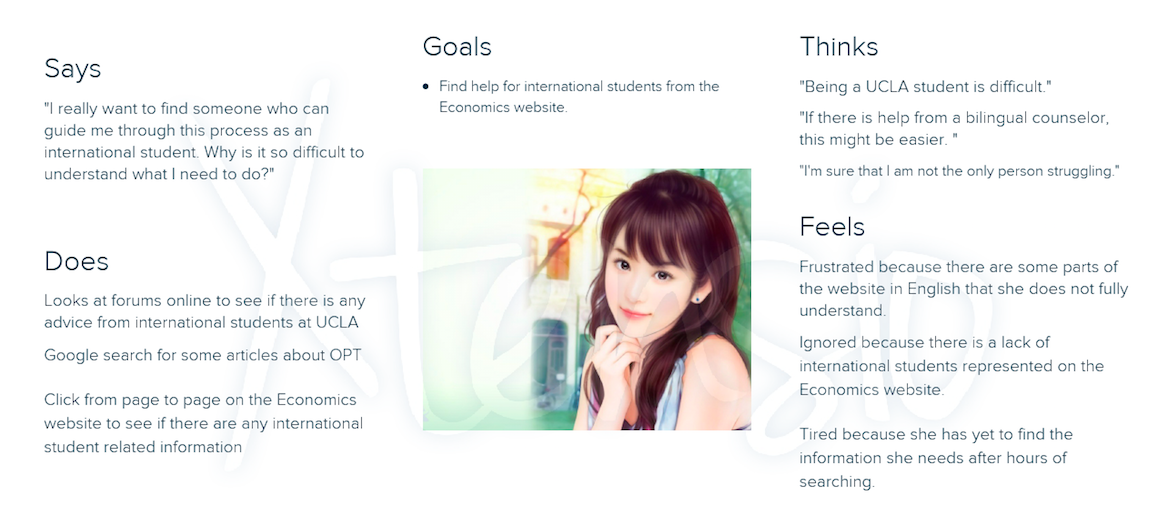 Says
"I really want to find someone who can
guide me through this process as an
international student. Why is it so difficult to
understand what I need to do?"
Does
Looks at forums online to see if there is any
advice from international students at UCLA
Google search for some articles about OPT
Click from page to page on the Economics
website to see if there are any international
student related information
Goals
Find help for international students from the
Economics website.
Thinks
"Being a UCLA student is difficult."
"If there is help from a bilingual counselor,
this might be easier. "
"I'm sure that I am not the only person struggling."
Feels
Frustrated because there are some parts of
the website in English that she does not fully
understand.
Ignored because there is a lack of
international students represented on the
Economics website.
Tired because she has yet to find the
information she needs after hours of
searching.
Xtensio